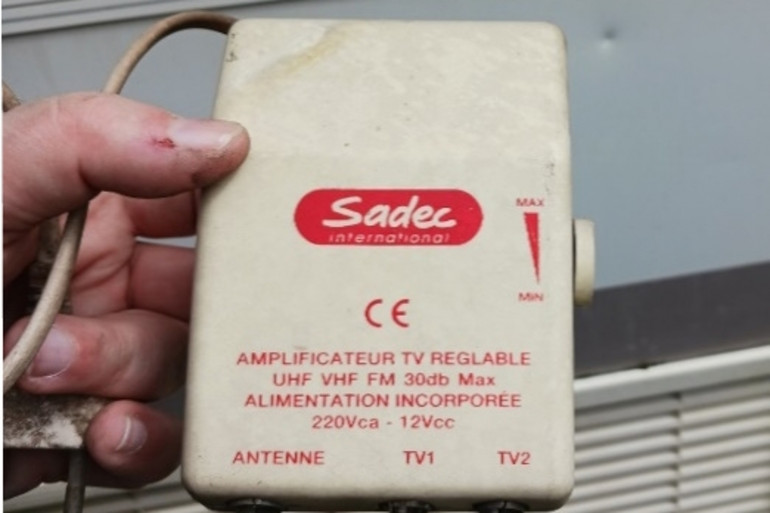 Sadec
international
MAX
MIN
CE
AMPLIFICATEUR TV REGLABLE
UHF VHF FM 30db Max
ALIMENTATION INCORPORÉE
220Vca - 12Vcc
ANTENNE TV1 TV2